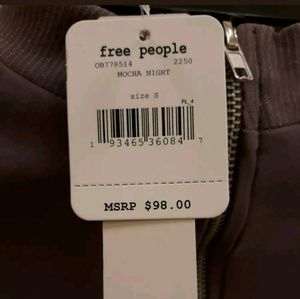 free people
OB778514 2250
MOCHA NIGHT
size S
FL_4
1 93465 36084 7
MSRP $98.00